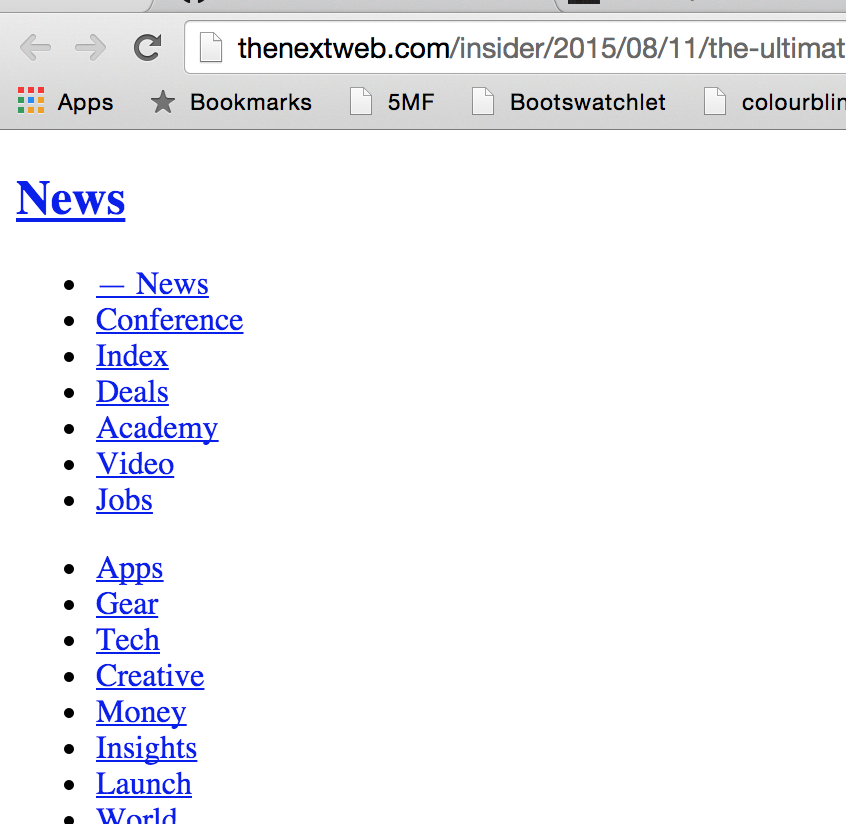 thenextweb.com/insider/2015/08/11/the-ultimat
Apps Bookmarks 5MF Bootswatchlet colourblin
News
— News
Conference
Index
Deals
Academy
Video
Jobs
Apps
Gear
Tech
Creative
Money
Insights
Launch
World